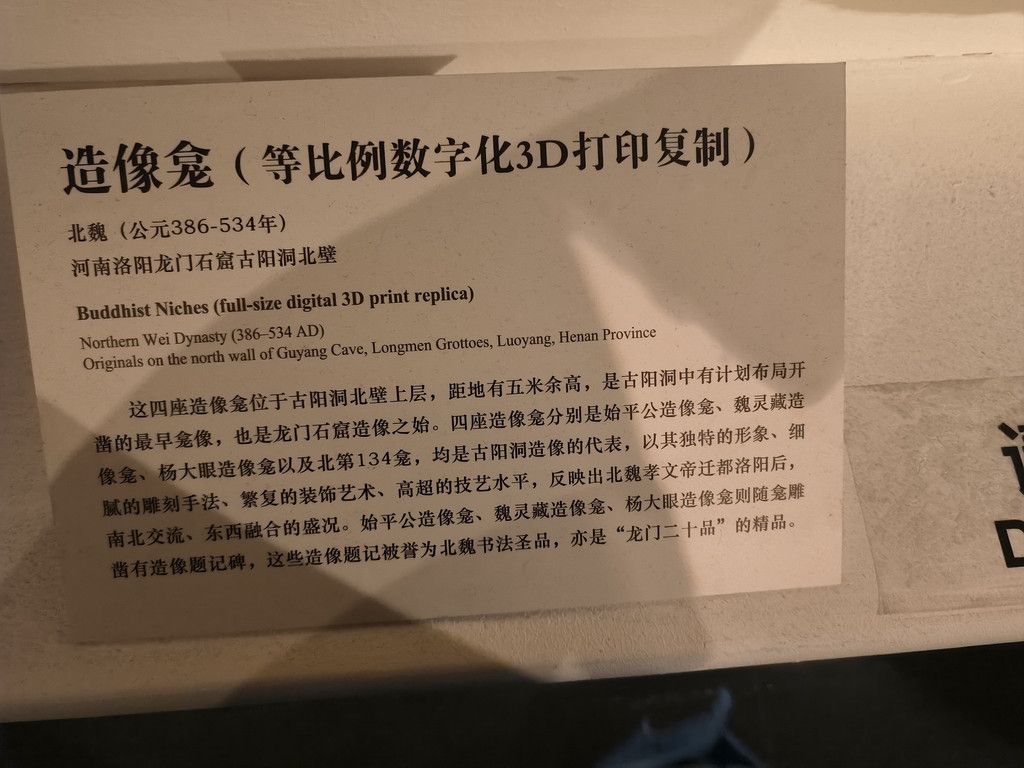 造像龛（等比例数字化3D打印复制）
北魏（公元386-534年）
河南洛阳龙门石窟古阳洞北壁
Buddhist Niches (full-size digital 3D print replica)
Northern Wei Dynasty (386–534 AD)
Originals on the north wall of Guyang Cave, Longmen Grottoes, Luoyang, Henan Province
这四座造像龛位于古阳洞北壁上层，距地有五米余高，是古阳洞中有计划布局开
凿的最早龛像，也是龙门石窟造像之始。四座造像龛分别是始平公造像龛、魏灵藏造
像龛、杨大眼造像龛以及北第134龛，均是古阳洞造像的代表，以其独特的形象、细
腻的雕刻手法、繁复的装饰艺术、高超的技艺水平，反映出北魏孝文帝迁都洛阳后，
南北交流、东西融合的盛况。始平公造像龛、魏灵藏造像龛、杨大眼造像龛则随龛雕
凿有造像题记碑，这些造像题记被誉为北魏书法圣品，亦是“龙门二十品”的精品。
D